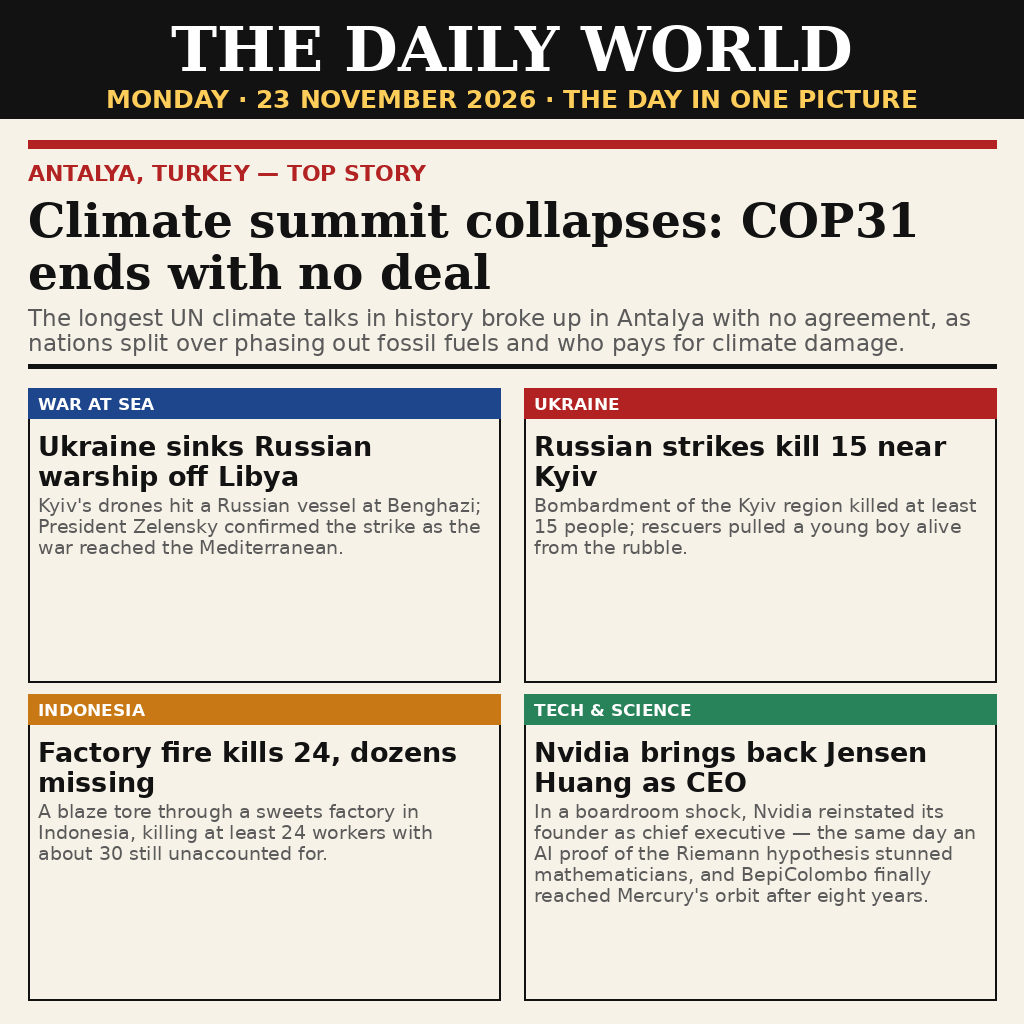 THE DAILY WORLD
MONDAY · 23 NOVEMBER 2026 · THE DAY IN ONE PICTURE
ANTALYA, TURKEY — TOP STORY
Climate summit collapses: COP31
ends with no deal
The longest UN climate talks in history broke up in Antalya with no agreement, as
nations split over phasing out fossil fuels and who pays for climate damage.
WAR AT SEA
Ukraine sinks Russian
warship off Libya
Kyiv's drones hit a Russian vessel at Benghazi;
President Zelensky confirmed the strike as the
war reached the Mediterranean.
UKRAINE
Russian strikes kill 15 near
Kyiv
Bombardment of the Kyiv region killed at least
15 people; rescuers pulled a young boy alive
from the rubble.
INDONESIA
Factory fire kills 24, dozens
missing
A blaze tore through a sweets factory in
Indonesia, killing at least 24 workers with
about 30 still unaccounted for.
TECH & SCIENCE
Nvidia brings back Jensen
Huang as CEO
In a boardroom shock, Nvidia reinstated its
founder as chief executive — the same day an
AI proof of the Riemann hypothesis stunned
mathematicians, and BepiColombo finally
reached Mercury's orbit after eight years.